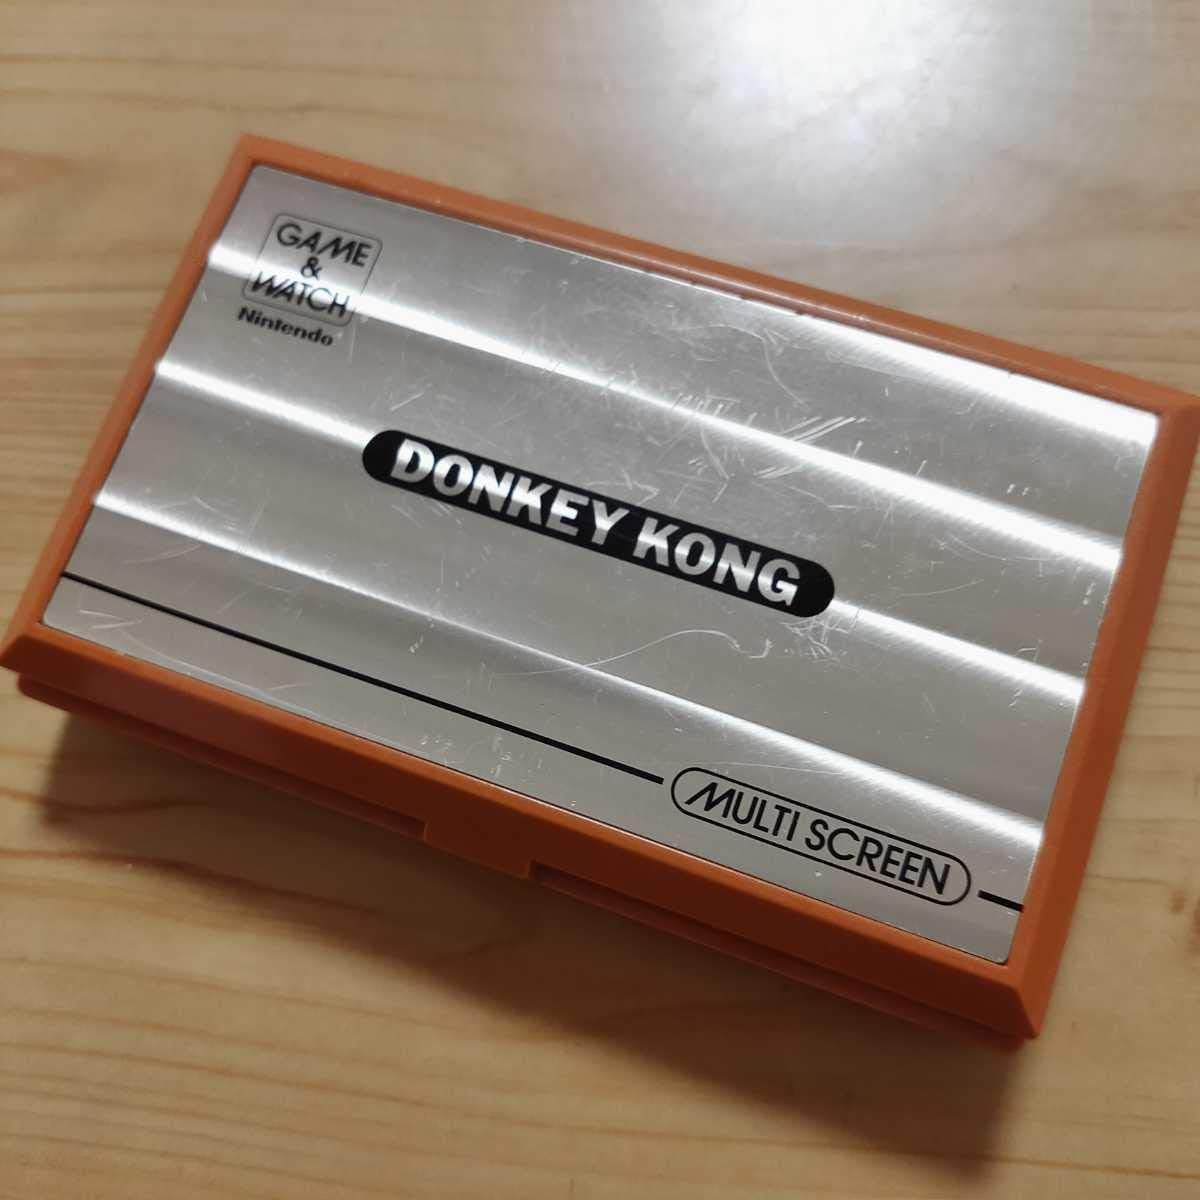 GAME
&
WATCH
Nintendo
DONKEY KONG
MULTI SCREEN